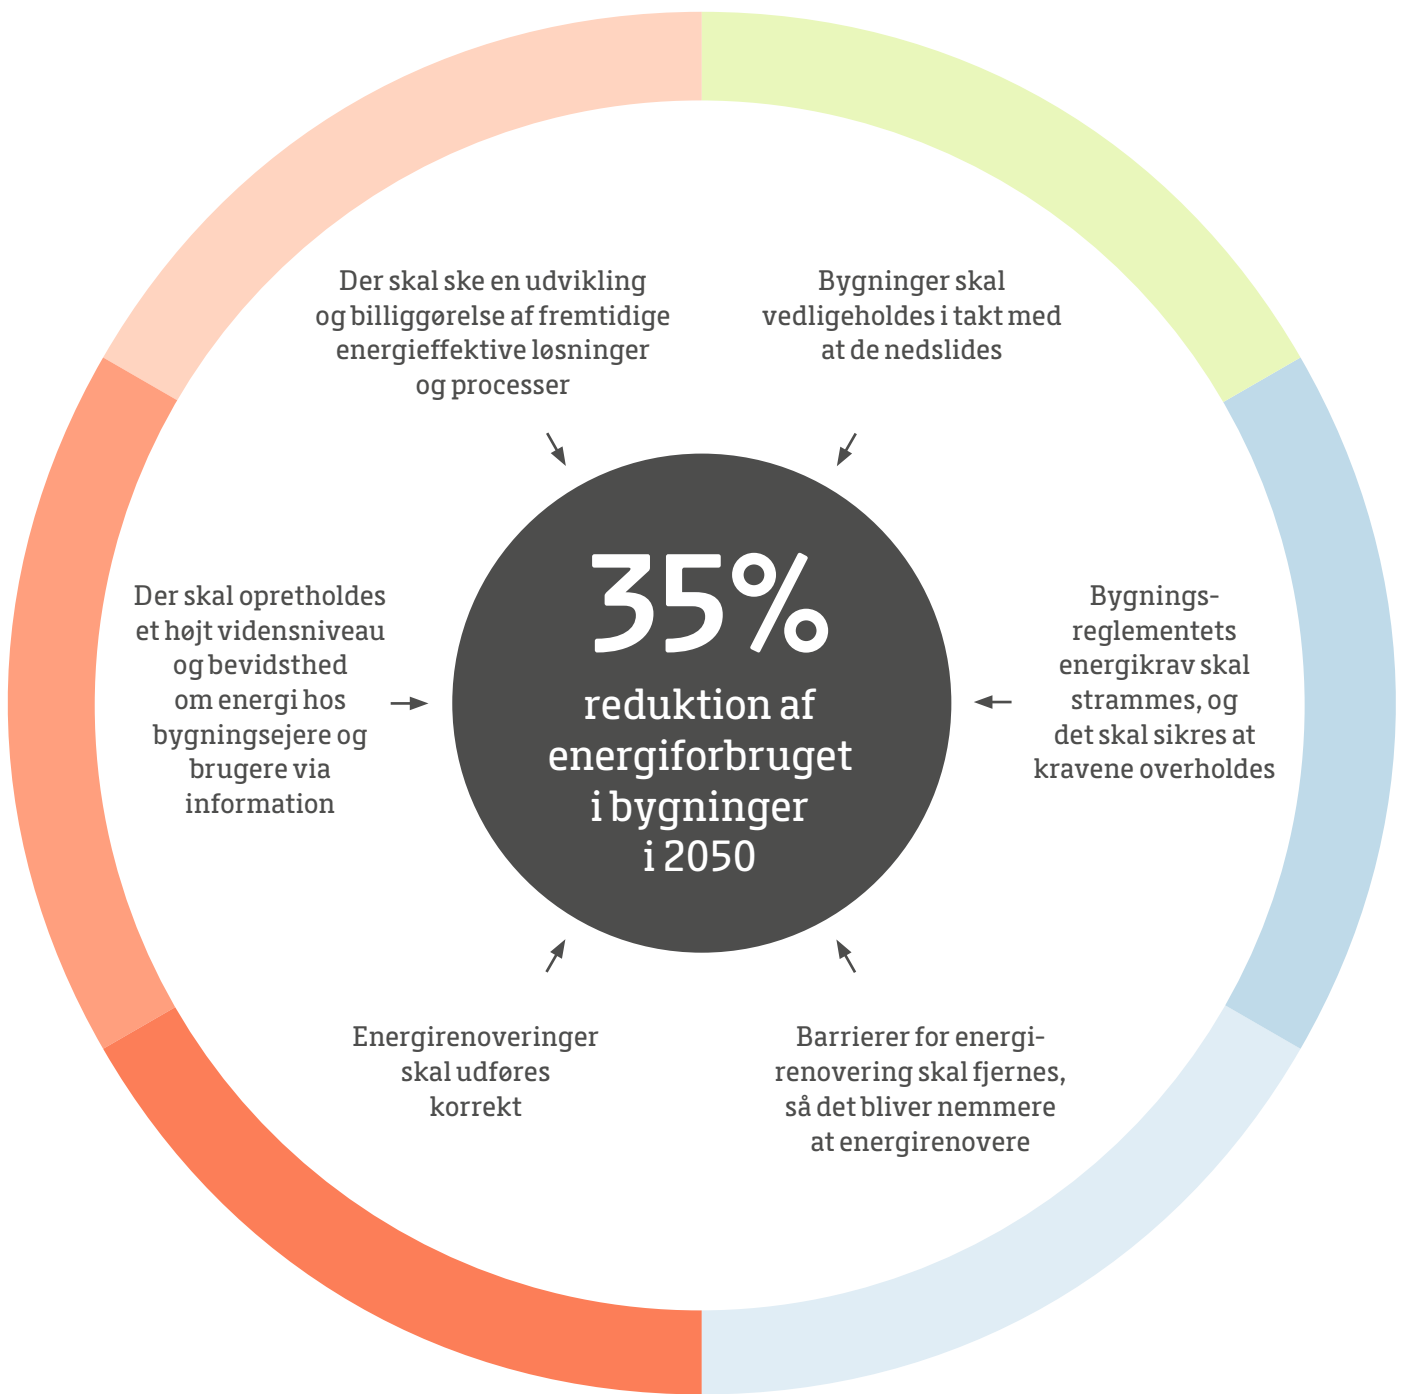 Der skal ske en udvikling
og billiggørelse af fremtidige
energieffektive løsninger
og processer
Bygninger skal
vedligeholdes i takt med
at de nedslides
Der skal opretholdes
et højt vidensniveau
og bevidsthed
om energi hos
bygningsejere og
brugere via
information
35%
reduktion af
energiforbruget
i bygninger
i 2050
Bygnings-
reglementets
energikrav skal
strammes, og
det skal sikres at
kravene overholdes
Energirenoveringer
skal udføres
korrekt
Barrierer for energi-
renovering skal fjernes,
så det bliver nemmere
at energirenovere